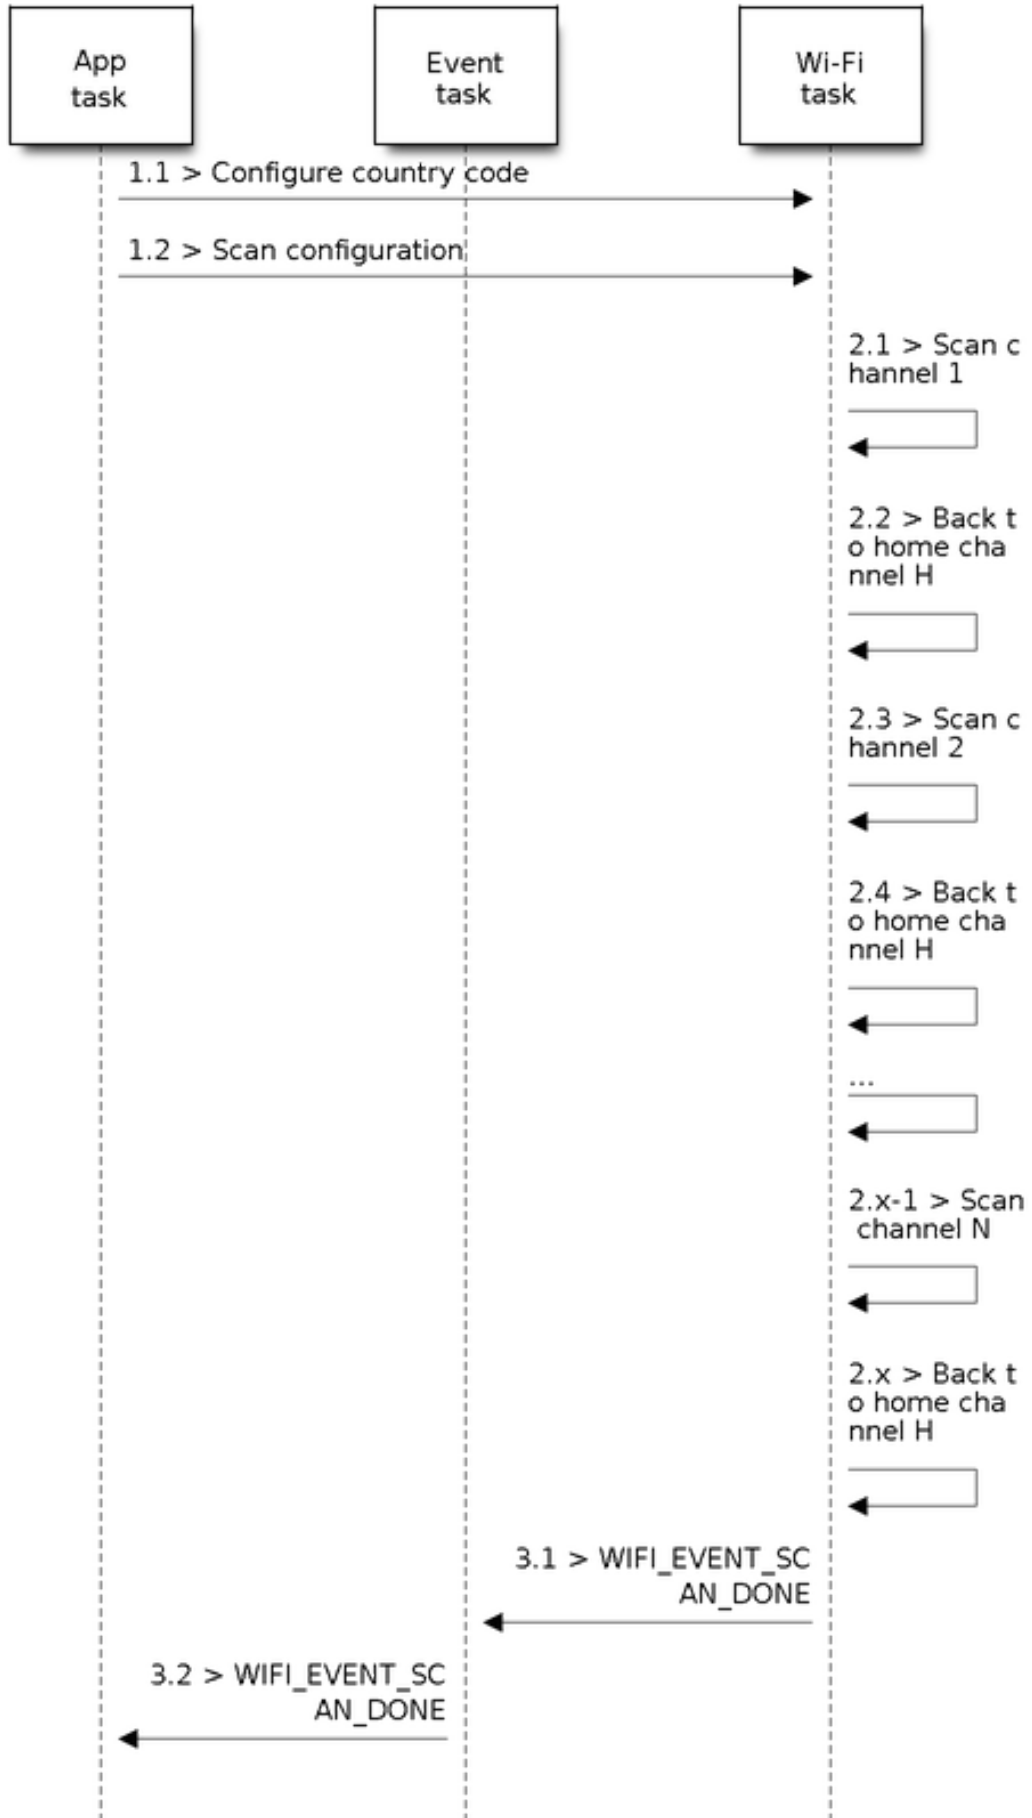 App
task
Event
task
Wi-Fi
task
1.1 > Configure country code
1.2 > Scan configuration
2.1 > Scan c
hannel 1
2.2 > Back t
o home cha
nnel H
2.3 > Scan c
hannel 2
2.4 > Back t
o home cha
nnel H
...
2.x-1 > Scan
channel N
2.x > Back t
o home cha
nnel H
3.1 > WIFI_EVENT_SC
AN_DONE
3.2 > WIFI_EVENT_SC
AN_DONE